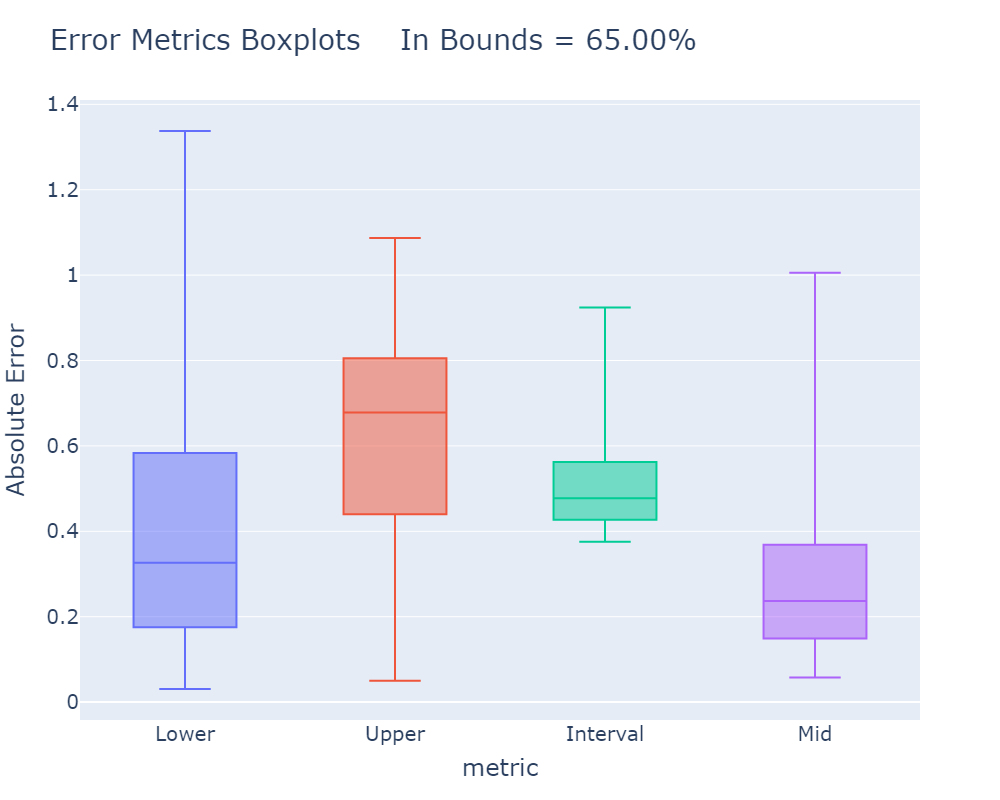 Error Metrics Boxplots    In Bounds = 65.00%
1.4
1.2
1
0.8
0.6
0.4
0.2
0
Absolute Error
Lower
Upper
Interval
Mid
metric